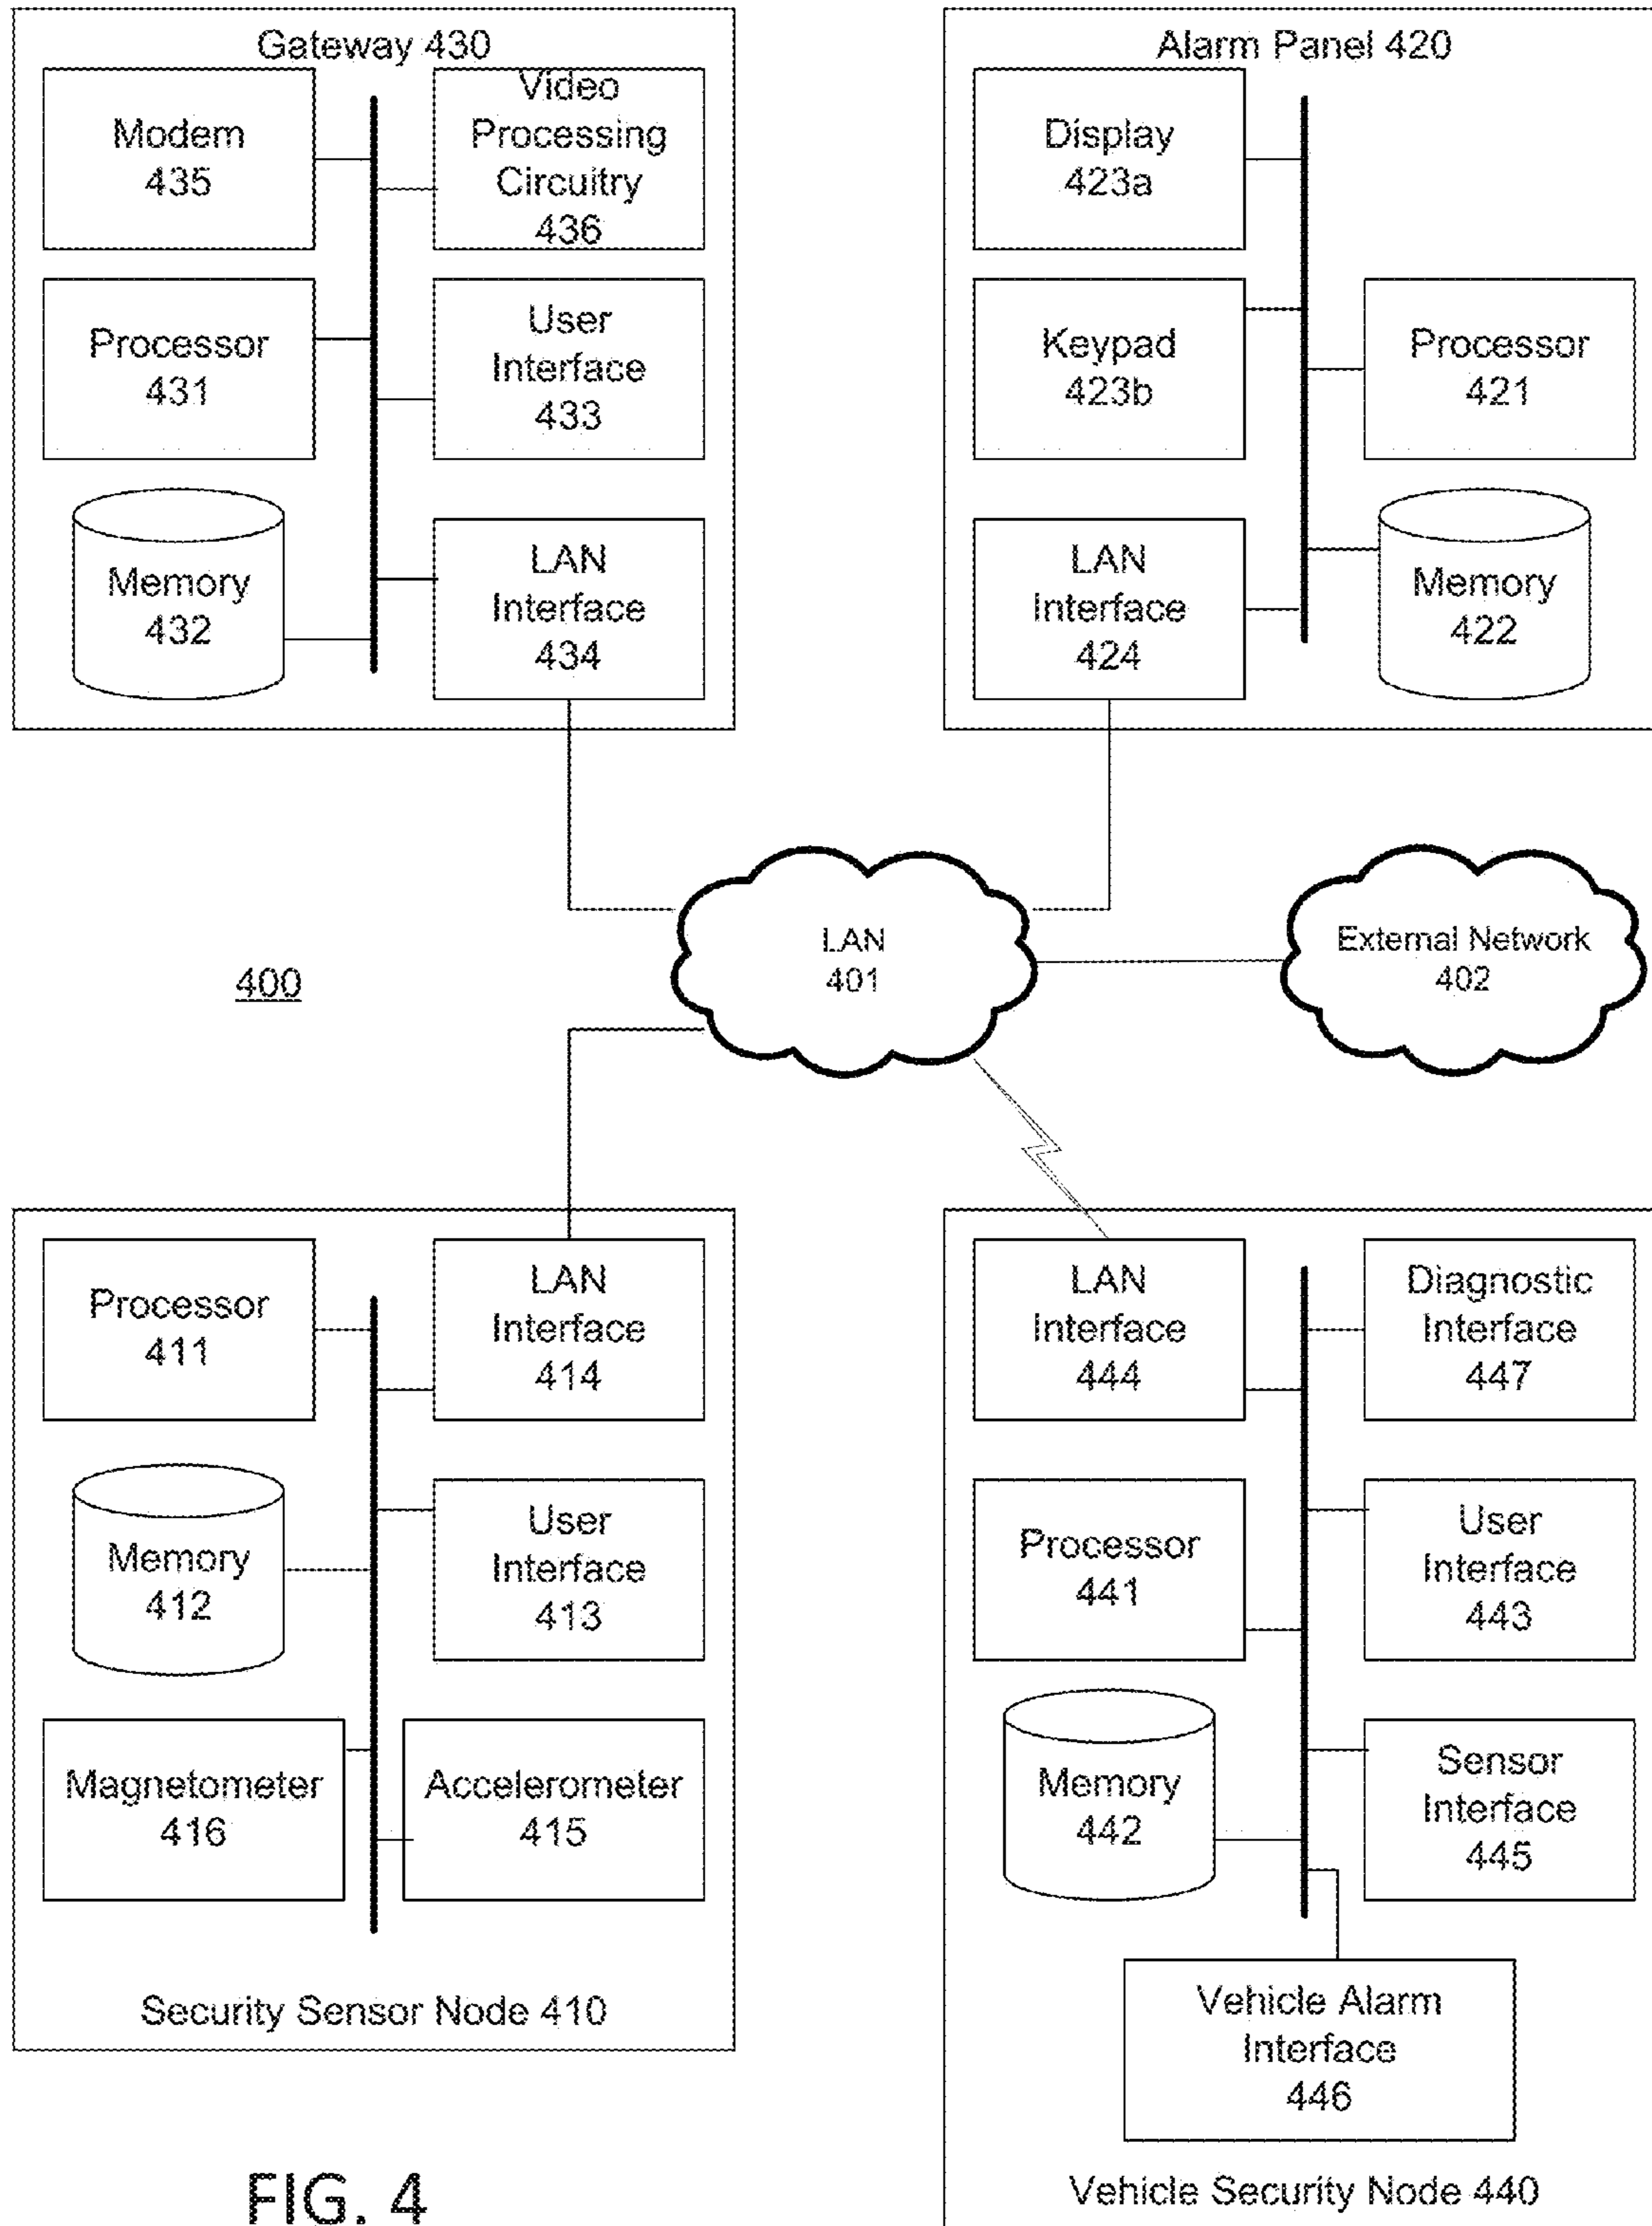 Gateway 430
Modem
435
Video
Processing
Circuitry
436
Processor
431
User
Interface
433
Memory
432
LAN
Interface
434
Alarm Panel 420
Display
423a
Keypad
423b
Processor
421
LAN
Interface
424
Memory
422
LAN
401
External Network
402
400
Processor
411
LAN
Interface
414
Memory
412
User
Interface
413
Magnetometer
416
Accelerometer
415
Security Sensor Node 410
LAN
Interface
444
Diagnostic
Interface
447
Processor
441
User
Interface
443
Memory
442
Sensor
Interface
445
Vehicle Alarm
Interface
446
Vehicle Security Node 440
FIG. 4